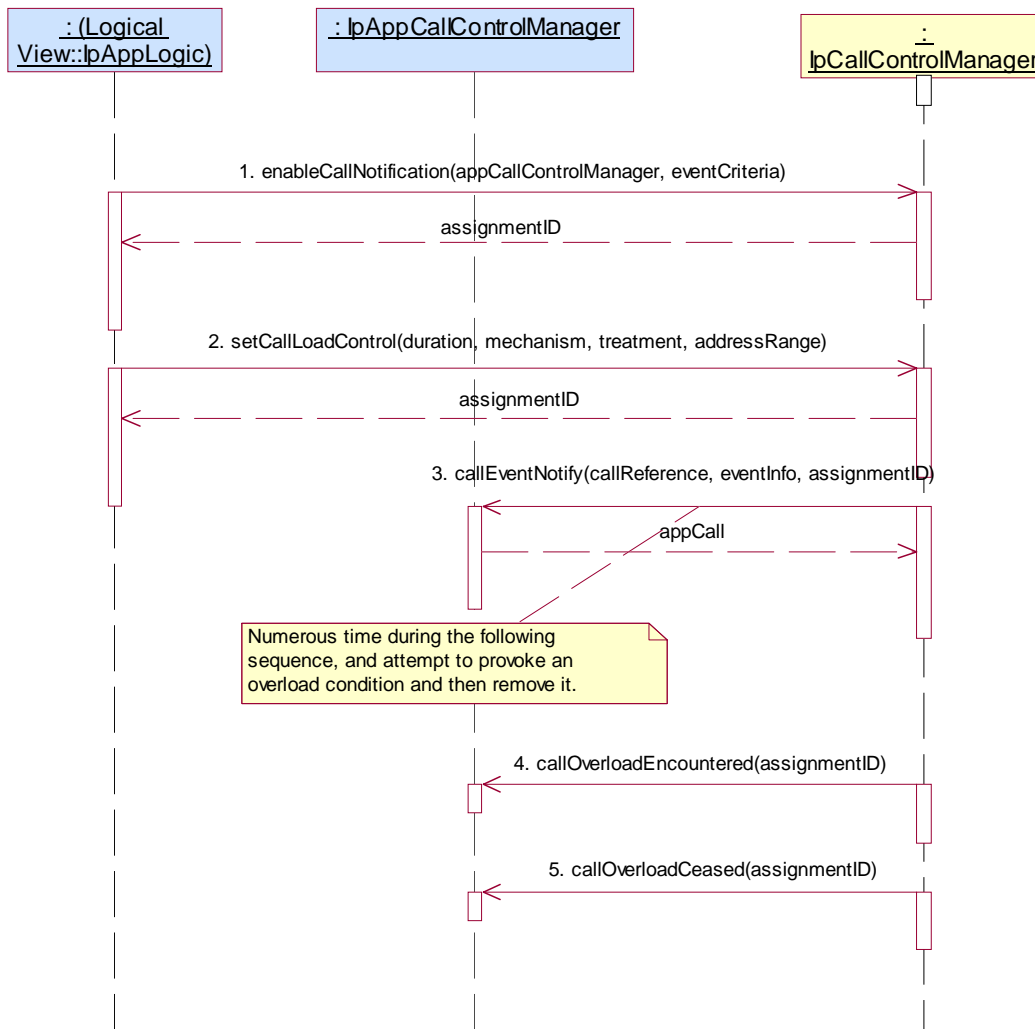 : (Logical
View::IpAppLogic)
: IpAppCallControlManager
:
IpCallControlManager
1. enableCallNotification(appCallControlManager, eventCriteria)
assignmentID
2. setCallLoadControl(duration, mechanism, treatment, addressRange)
assignmentID
3. callEventNotify(callReference, eventInfo, assignmentID)
appCall
Numerous time during the following
sequence, and attempt to provoke an
overload condition and then remove it.
4. callOverloadEncountered(assignmentID)
5. callOverloadCeased(assignmentID)